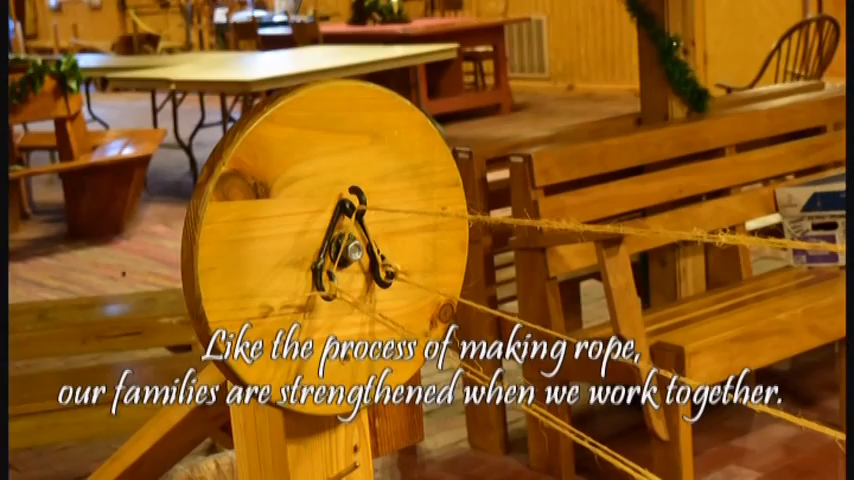 Like the process of making rope,
our families are strengthened when we work together.